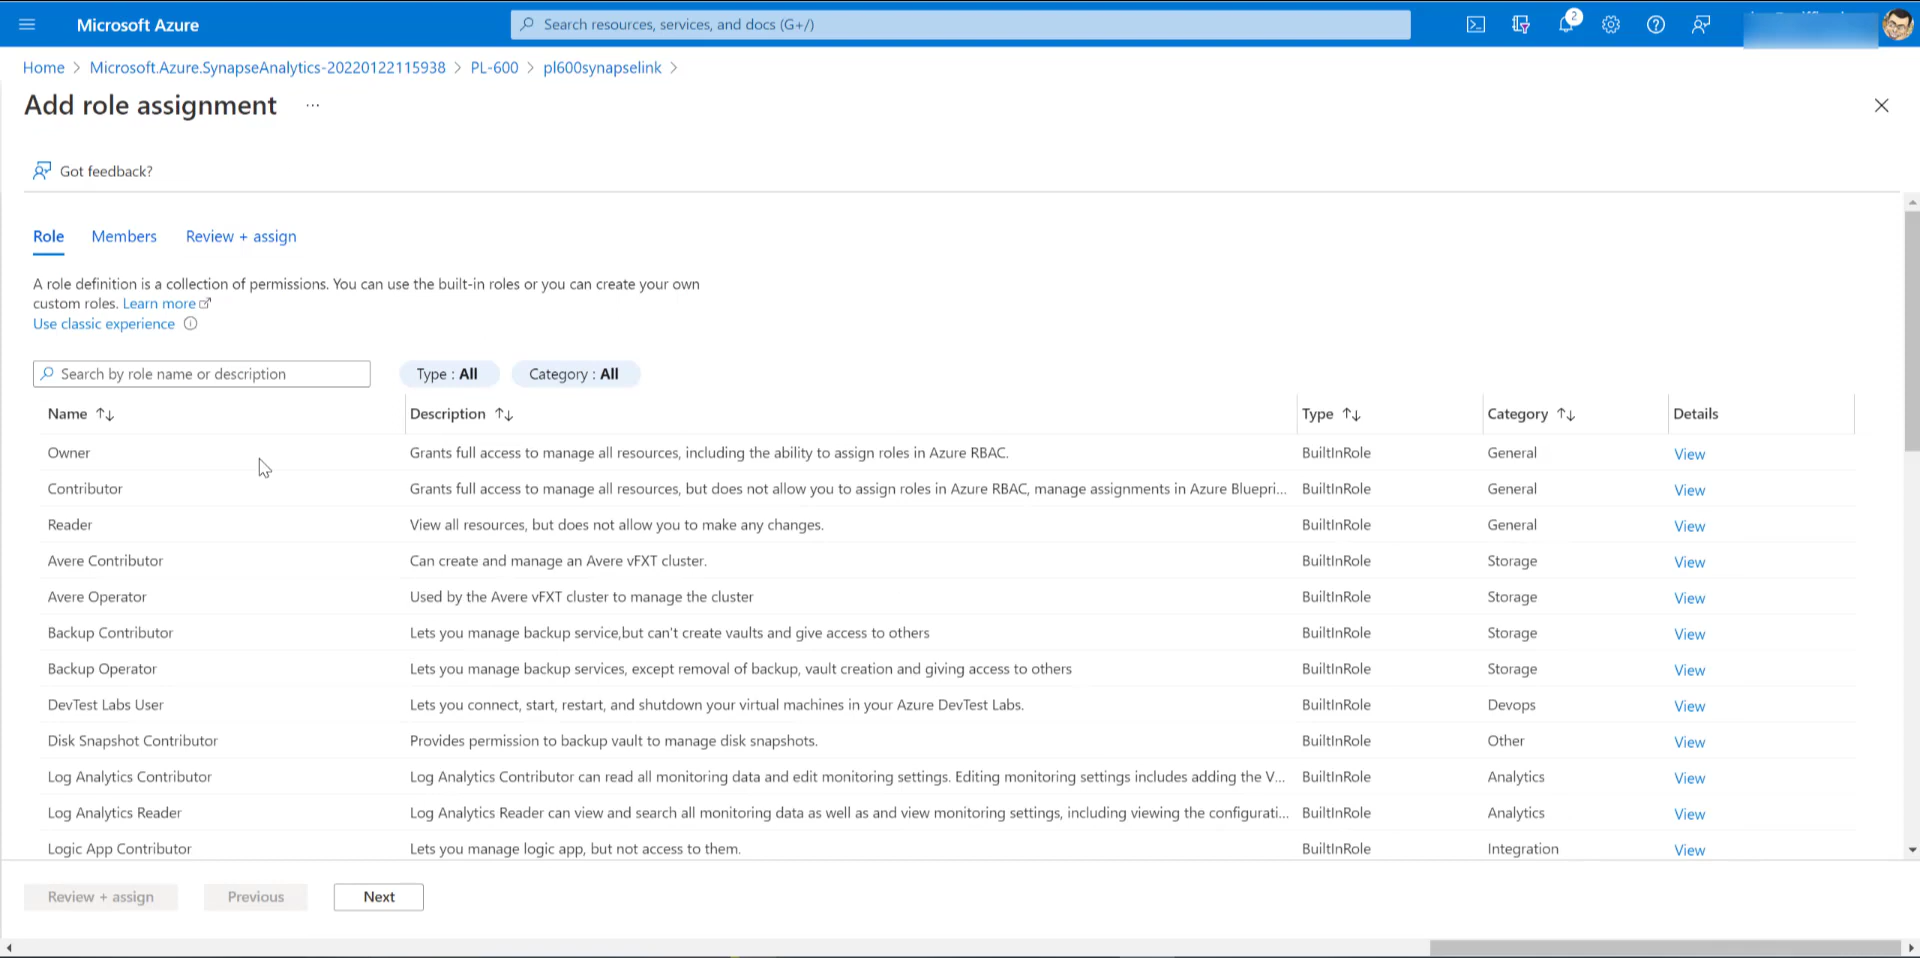 Microsoft Azure
Search resources, services, and docs (G+/)
2
Home > Microsoft.Azure.SynapseAnalytics-20220122115938 > PL-600 > pl600synapselink >
Add role assignment ...
Got feedback?
Role Members Review + assign
A role definition is a collection of permissions. You can use the built-in roles or you can create your own
custom roles. Learn more
Use classic experience
Search by role name or description Type : All Category : All
Name Description Type Category Details
Owner Grants full access to manage all resources, including the ability to assign roles in Azure RBAC. BuiltInRole General View
Contributor Grants full access to manage all resources, but does not allow you to assign roles in Azure RBAC, manage assignments in Azure Bluepri... BuiltInRole General View
Reader View all resources, but does not allow you to make any changes. BuiltInRole General View
Avere Contributor Can create and manage an Avere vFXT cluster. BuiltInRole Storage View
Avere Operator Used by the Avere vFXT cluster to manage the cluster BuiltInRole Storage View
Backup Contributor Lets you manage backup service,but can't create vaults and give access to others BuiltInRole Storage View
Backup Operator Lets you manage backup services, except removal of backup, vault creation and giving access to others BuiltInRole Storage View
DevTest Labs User Lets you connect, start, restart, and shutdown your virtual machines in your Azure DevTest Labs. BuiltInRole Devops View
Disk Snapshot Contributor Provides permission to backup vault to manage disk snapshots. BuiltInRole Other View
Log Analytics Contributor Log Analytics Contributor can read all monitoring data and edit monitoring settings. Editing monitoring settings includes adding the V... BuiltInRole Analytics View
Log Analytics Reader Log Analytics Reader can view and search all monitoring data as well as and view monitoring settings, including viewing the configurati... BuiltInRole Analytics View
Logic App Contributor Lets you manage logic app, but not access to them. BuiltInRole Integration View
Review + assign Previous Next